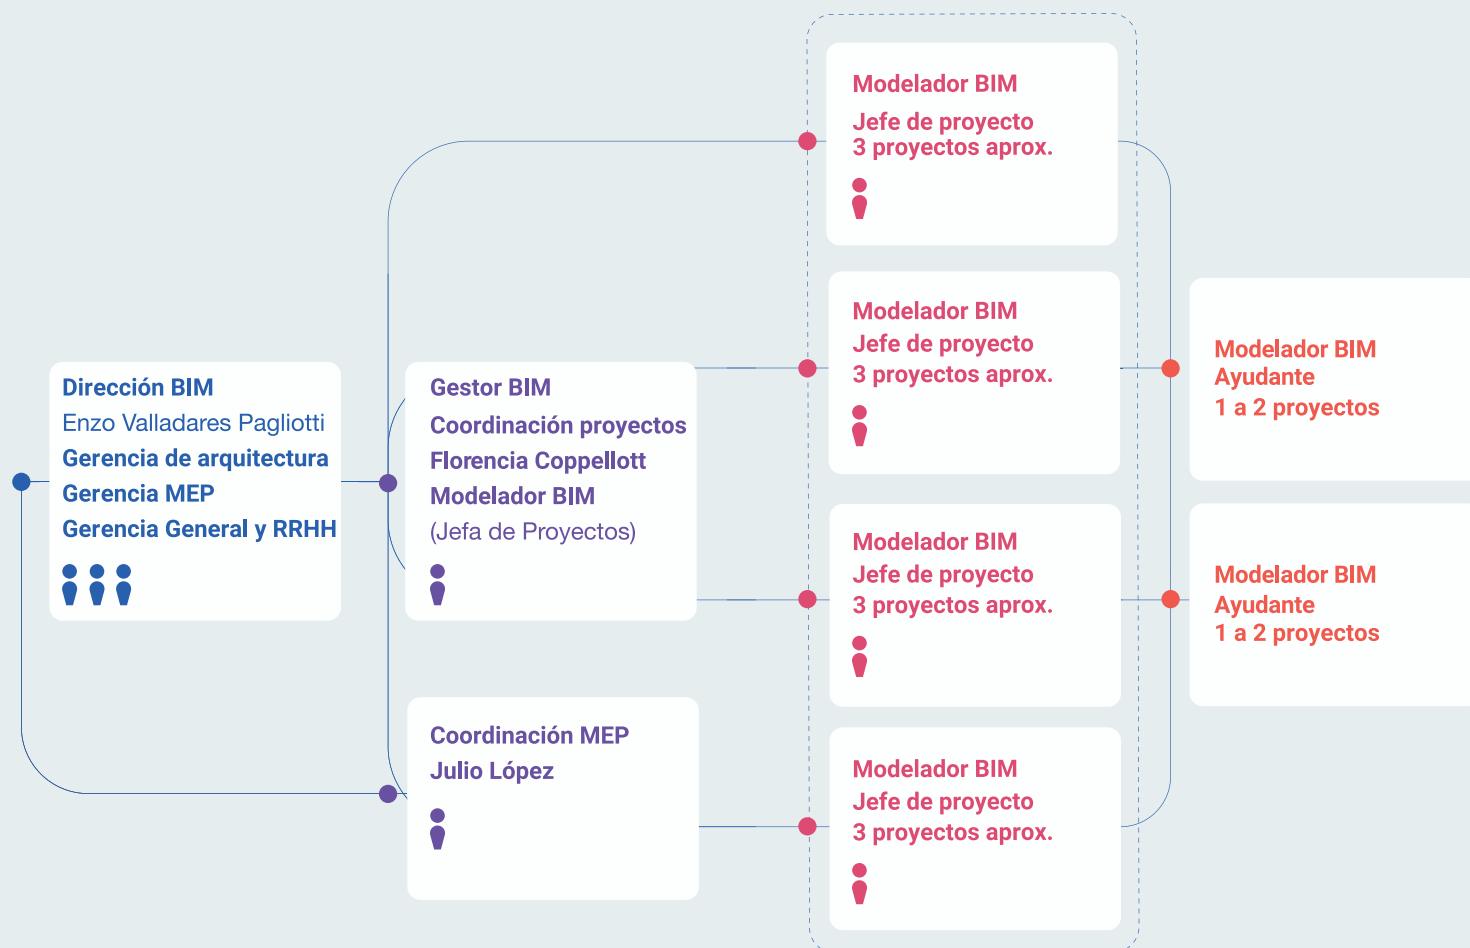 Dirección BIM
Enzo Valladares Pagliotti
Gerencia de arquitectura
Gerencia MEP
Gerencia General y RRHH
Gestor BIM
Coordinación proyectos
Florencia Coppellott
Modelador BIM
(Jefa de Proyectos)
Coordinación MEP
Julio López
Modelador BIM
Jefe de proyecto
3 proyectos aprox.
Modelador BIM
Jefe de proyecto
3 proyectos aprox.
Modelador BIM
Jefe de proyecto
3 proyectos aprox.
Modelador BIM
Jefe de proyecto
3 proyectos aprox.
Modelador BIM
Ayudante
1 a 2 proyectos
Modelador BIM
Ayudante
1 a 2 proyectos